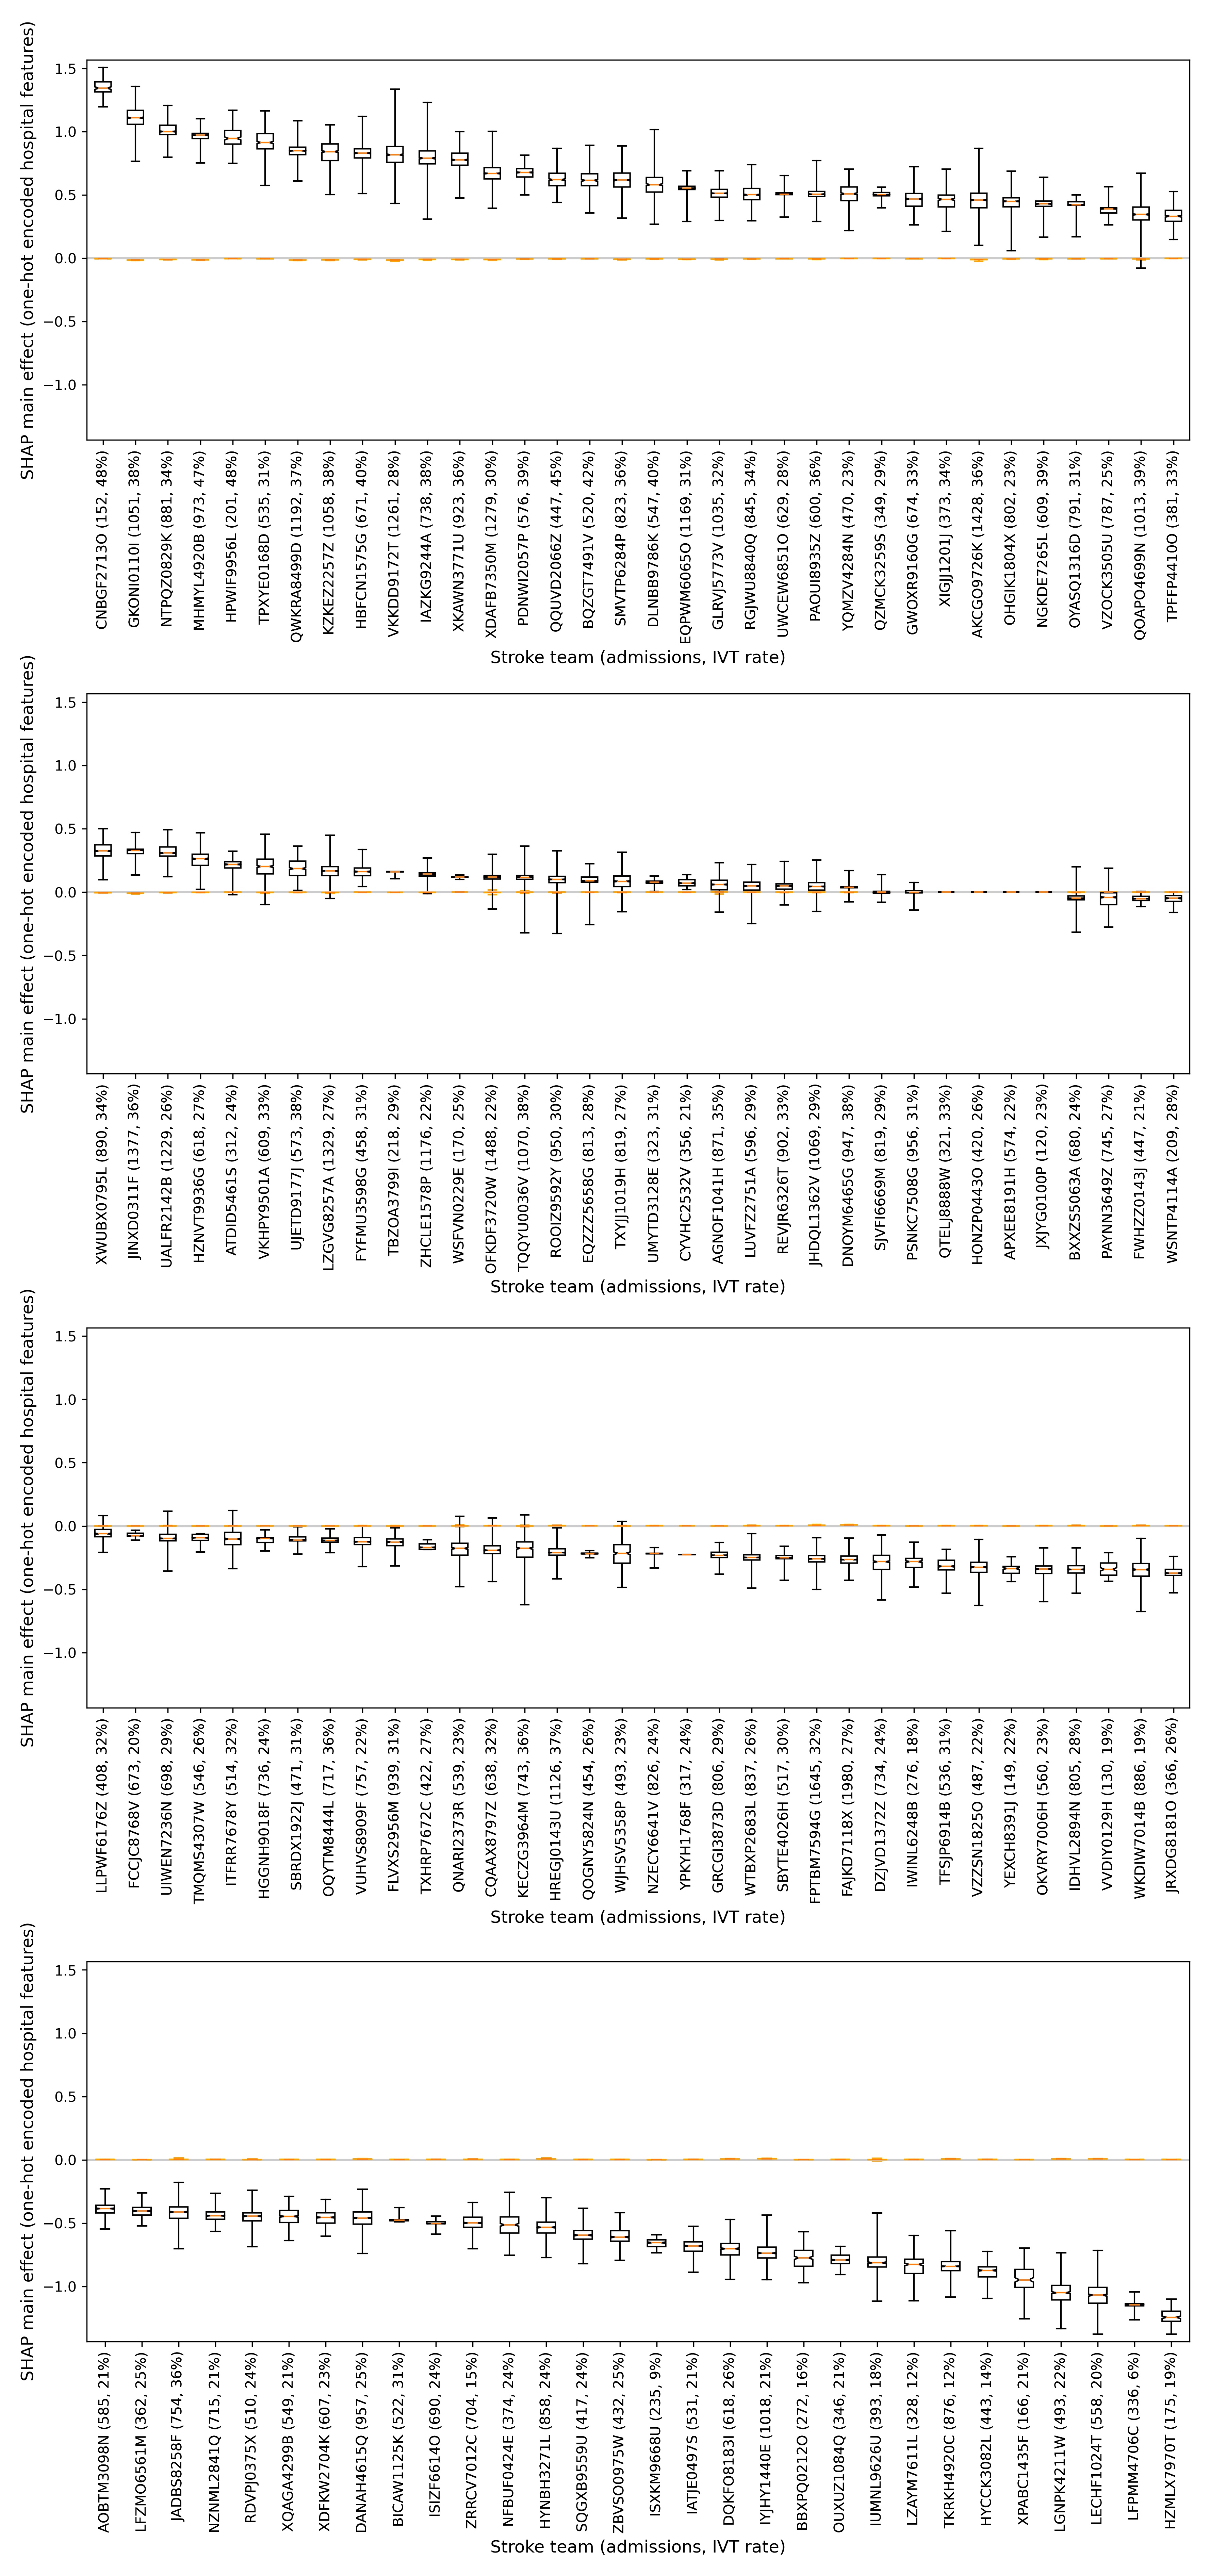 SHAP main effect (one-hot encoded hospital features)
1.5
1.0
0.5
0.0
−0.5
−1.0
CNBGF2713O (152, 48%)
GKONI0110I (1051, 38%)
NTPQZ0829K (881, 34%)
MHMYL4920B (973, 47%)
HPWIF9956L (201, 48%)
TPXYE0168D (535, 31%)
QWKRA8499D (1192, 37%)
KZKEZ2257Z (1058, 38%)
HBFCN1575G (671, 40%)
VKKDD9172T (1261, 28%)
IAZKG9244A (738, 38%)
XKAWN3771U (923, 36%)
XDAFB7350M (1279, 30%)
PDNWI2057P (576, 39%)
QQUVD2066Z (447, 45%)
BQZGT7491V (520, 42%)
SMVTP6284P (823, 36%)
DLNBB9786K (547, 40%)
EQPWM6065O (1169, 31%)
GLRVJ5773V (1035, 32%)
RGJWU8840Q (845, 34%)
UWCEW6851O (629, 28%)
PAOUI8935Z (600, 36%)
YQMZV4284N (470, 23%)
QZMCK3259S (349, 29%)
GWOXR9160G (674, 33%)
XIGJJ1201J (373, 34%)
AKCGO9726K (1428, 36%)
OHGIK1804X (802, 23%)
NGKDE7265L (609, 39%)
OYASQ1316D (791, 31%)
VZOCK3505U (787, 25%)
QOAPO4699N (1013, 39%)
TPFFP4410O (381, 33%)
Stroke team (admissions, IVT rate)
SHAP main effect (one-hot encoded hospital features)
1.5
1.0
0.5
0.0
−0.5
−1.0
XWUBX0795L (890, 34%)
JINXD0311F (1377, 36%)
UALFR2142B (1229, 26%)
HZNVT9936G (618, 27%)
ATDID5461S (312, 24%)
VKHPY9501A (609, 33%)
UJETD9177J (573, 38%)
LZGVG8257A (1329, 27%)
FYFMU3598G (458, 31%)
TBZOA3799I (218, 29%)
ZHCLE1578P (1176, 22%)
WSFVN0229E (170, 25%)
OFKDF3720W (1488, 22%)
TQQYU0036V (1070, 38%)
ROOIZ9592Y (950, 30%)
EQZZZ5658G (813, 28%)
TXYJJ1019H (819, 27%)
UMYTD3128E (323, 31%)
CYVHC2532V (356, 21%)
AGNOF1041H (871, 35%)
LUVFZ2751A (596, 29%)
REVJR6326T (902, 33%)
JHDQL1362V (1069, 29%)
DNOYM6465G (947, 38%)
SJVFI6669M (819, 29%)
PSNKC7508G (956, 31%)
QTELJ8888W (321, 33%)
HONZP0443O (420, 26%)
APXEE8191H (574, 22%)
JXJYG0100P (120, 23%)
BXXZS5063A (680, 24%)
PAYNN3649Z (745, 27%)
FWHZZ0143J (447, 21%)
WSNTP4114A (209, 28%)
Stroke team (admissions, IVT rate)
SHAP main effect (one-hot encoded hospital features)
1.5
1.0
0.5
0.0
−0.5
−1.0
LLPWF6176Z (408, 32%)
FCCJC8768V (673, 20%)
UIWEN7236N (698, 29%)
TMQMS4307W (546, 26%)
ITFRR7678Y (514, 32%)
HGGNH9018F (736, 24%)
SBRDX1922J (471, 31%)
OQYTM8444L (717, 36%)
VUHVS8909F (757, 22%)
FLVXS2956M (939, 31%)
TXHRP7672C (422, 27%)
QNARI2373R (539, 23%)
CQAAX8797Z (638, 32%)
KECZG3964M (743, 36%)
HREGJ0143U (1126, 37%)
QOGNY5824N (454, 26%)
WJHSV5358P (493, 23%)
NZECY6641V (826, 24%)
YPKYH1768F (317, 24%)
GRCGI3873D (806, 29%)
WTBXP2683L (837, 26%)
SBYTE4026H (517, 30%)
FPTBM7594G (1645, 32%)
FAJKD7118X (1980, 27%)
DZJVD1372Z (734, 24%)
IWINL6248B (276, 18%)
TFSJP6914B (536, 31%)
VZZSN1825O (487, 22%)
YEXCH8391J (149, 22%)
OKVRY7006H (560, 23%)
IDHVL2894N (805, 28%)
VVDIY0129H (130, 19%)
WKDIW7014B (886, 19%)
JRXDG8181O (366, 26%)
Stroke team (admissions, IVT rate)
SHAP main effect (one-hot encoded hospital features)
1.5
1.0
0.5
0.0
−0.5
−1.0
AOBTM3098N (585, 21%)
LFZMO6561M (362, 25%)
JADBS8258F (754, 36%)
NZNML2841Q (715, 21%)
RDVPJ0375X (510, 24%)
XQAGA4299B (549, 21%)
XDFKW2704K (607, 23%)
DANAH4615Q (957, 25%)
BICAW1125K (522, 31%)
ISIZF6614O (690, 24%)
ZRRCV7012C (704, 15%)
NFBUF0424E (374, 24%)
HYNBH3271L (858, 24%)
SQGXB9559U (417, 24%)
ZBVSO0975W (432, 25%)
ISXKM9668U (235, 9%)
IATJE0497S (531, 21%)
DQKFO8183I (618, 26%)
IYJHY1440E (1018, 21%)
BBXPQ0212O (272, 16%)
OUXUZ1084Q (346, 21%)
IUMNL9626U (393, 18%)
LZAYM7611L (328, 12%)
TKRKH4920C (876, 12%)
HYCCK3082L (443, 14%)
XPABC1435F (166, 21%)
LGNPK4211W (493, 22%)
LECHF1024T (558, 20%)
LFPMM4706C (336, 6%)
HZMLX7970T (175, 19%)
Stroke team (admissions, IVT rate)